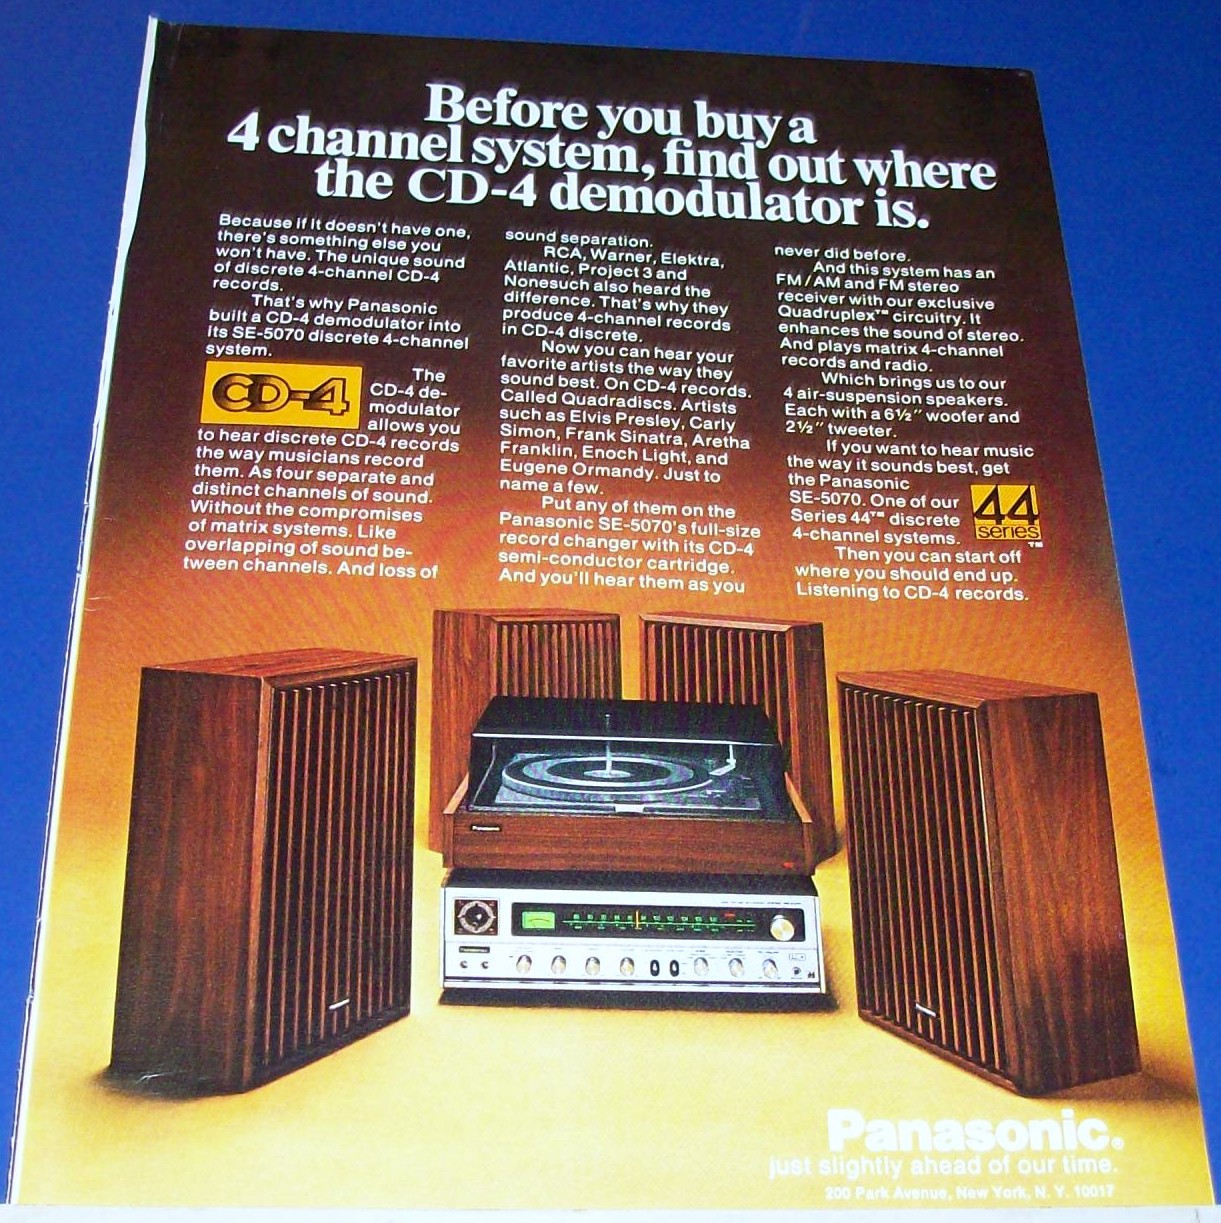 Before you buy a
4 channel system, find out where
the CD-4 demodulator is.
Because if It doesn't have one,
there's something else you
won't have. The unique sound
of discrete 4-channel CD-4
records.
That's why Panasonic
built a CD-4 demodulator into
its SE-5070 discrete 4-channel
system.
CD-4
The
CD-4 de-
modulator
allows you
to hear discrete CD-4 records
the way musicians record
them. As four separate and
distinct channels of sound.
Without the compromises
of matrix systems. Like
overlapping of sound be-
tween channels. And loss of
sound separation.
RCA, Warner, Elektra,
Atlantic, Project 3 and
Nonesuch also heard the
difference. That's why they
produce 4-channel records
in CD-4 discrete.
Now you can hear your
favorite artists the way they
sound best. On CD-4 records.
Called Quadradiscs. Artists
such as Elvis Presley, Carly
Simon, Frank Sinatra, Aretha
Franklin, Enoch Light, and
Eugene Ormandy. Just to
name a few.
Put any of them on the
Panasonic SE-5070's full-size
record changer with its CD-4
semi-conductor cartridge.
And you'll hear them as you
never did before.
And this system has an
FM/AM and FM stereo
receiver with our exclusive
Quadruplex™ circuitry. It
enhances the sound of stereo.
And plays matrix 4-channel
records and radio.
Which brings us to our
4 air-suspension speakers.
Each with a 6½" woofer and
2½" tweeter.
If you want to hear music
the way it sounds best, get
the Panasonic
SE-5070. One of our
Series 44™ discrete
4-channel systems.
44
series™
Then you can start off
where you should end up.
Listening to CD-4 records.
Panasonic
Panasonic®
just slightly ahead of our time.
200 Park Avenue, New York, N. Y. 10017